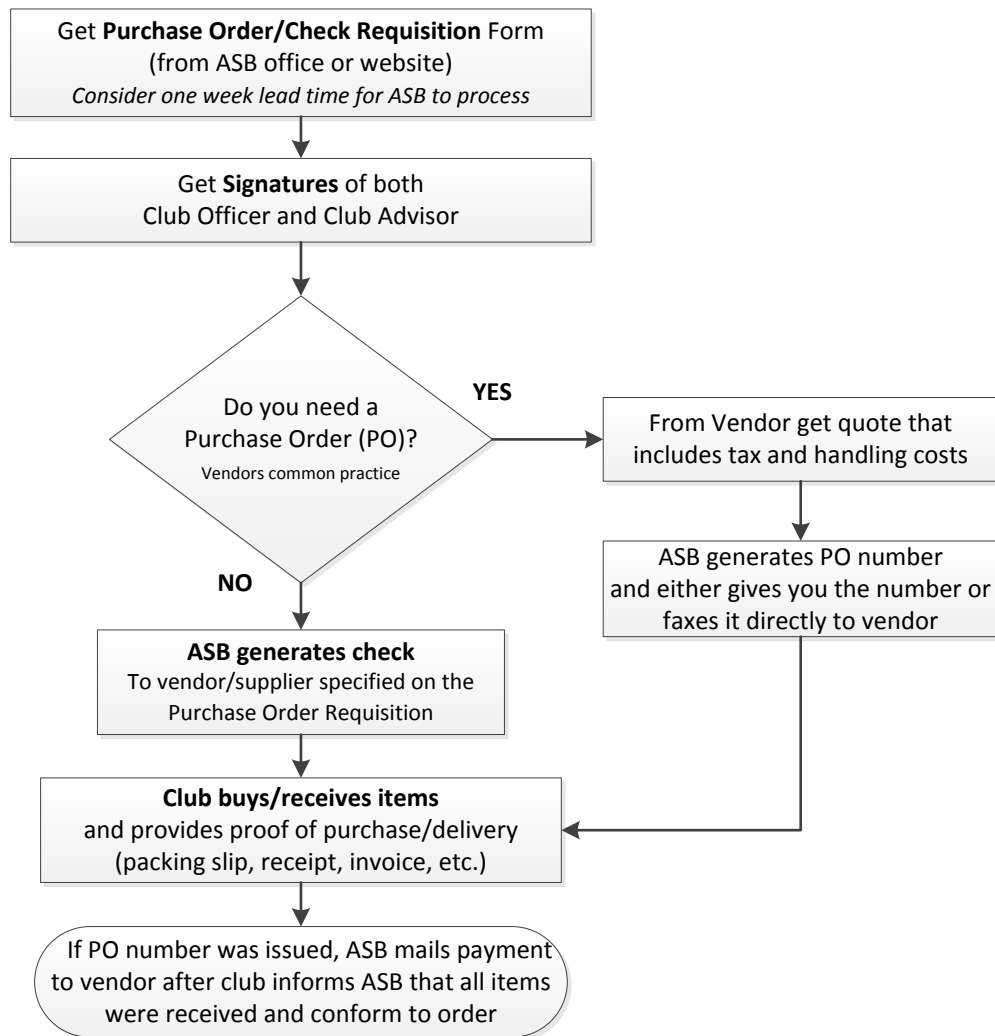 Get Purchase Order/Check Requisition Form
(from ASB office or website)
Consider one week lead time for ASB to process
Get Signatures of both
Club Officer and Club Advisor
Do you need a
Purchase Order (PO)?
Vendors common practice
YES
From Vendor get quote that
includes tax and handling costs
ASB generates PO number
and either gives you the number or
faxes it directly to vendor
NO
ASB generates check
To vendor/supplier specified on the
Purchase Order Requisition
Club buys/receives items
and provides proof of purchase/delivery
(packing slip, receipt, invoice, etc.)
If PO number was issued, ASB mails payment
to vendor after club informs ASB that all items
were received and conform to order